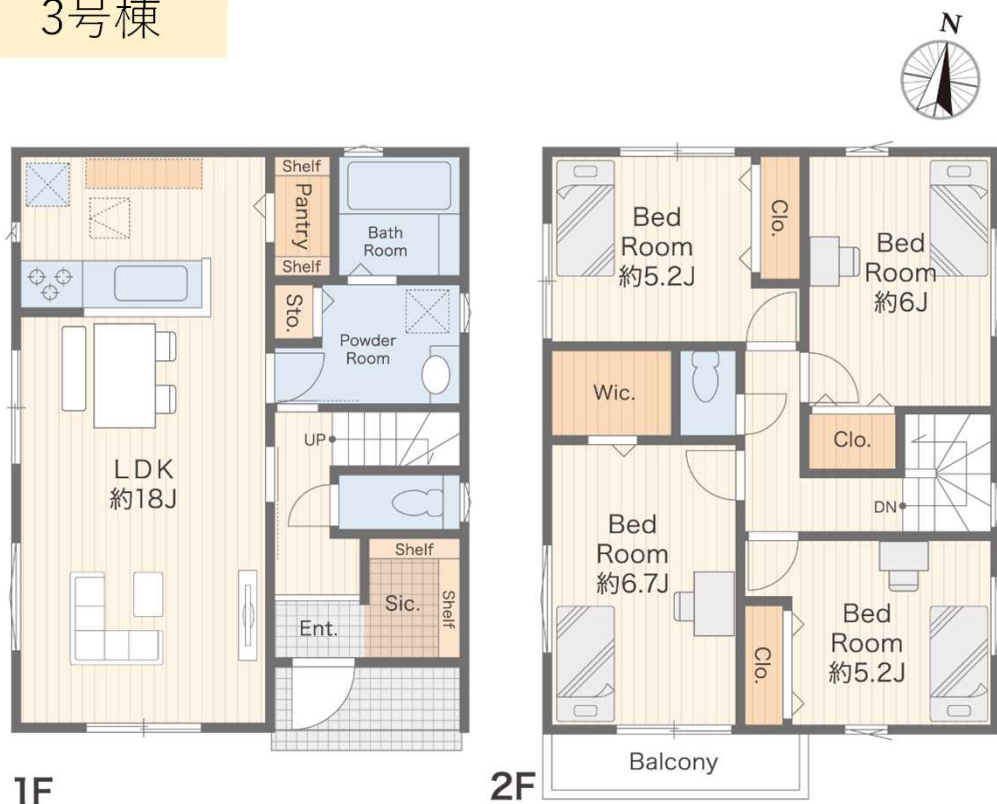 3号棟
N
Shelf
Pantry
Shelf
Bath
Room
Sto.
Powder
Room
UP
LDK
約18J
Shelf
Sic.
Shelf
Ent.
1F
Bed
Room
約5.2J
Clo.
Bed
Room
約6J
Wic.
Clo.
DN
Bed
Room
約6.7J
Clo.
Bed
Room
約5.2J
Balcony
2F